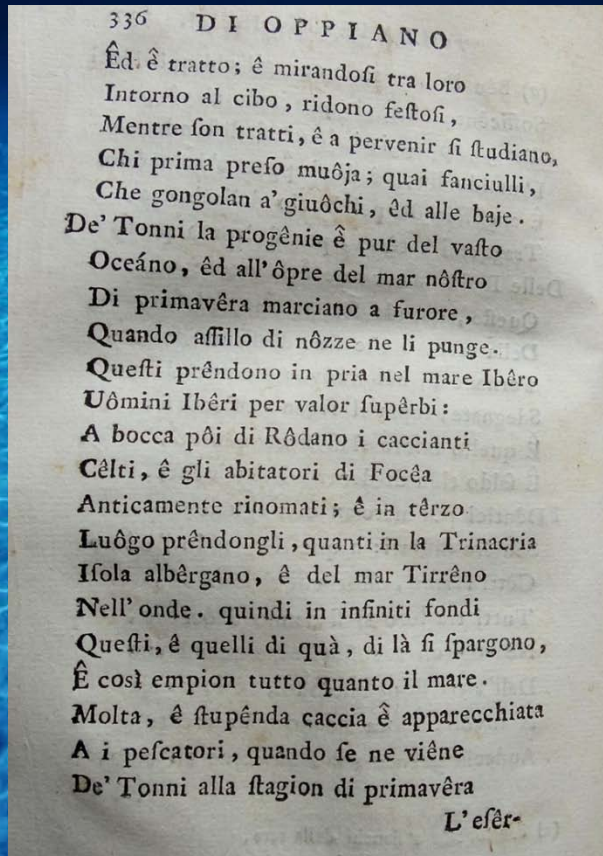 336 DI OPPIANO
Êd ê̂ tratto; ê mirandoſi tra loro
Intorno al cibo, ridono feſtoſi,
Mentre ſon tratti, ê a pervenir ſi ſtudiano,
Chi prima preſo muôja; quai fanciulli,
Che gongolan a' giuôchi, êd alle baje.
De' Tonni la progênie ê̂ pur del vaſto
Oceáno, êd all' ôpre del mar nôſtro
Di primavêra marciano a furore,
Quando aſſillo di nôzze ne li punge.
Queſti prêndono in pria nel mare Ibêro
Uômini Ibêri per valor ſupêrbi:
A bocca pôi di Rôdano i caccianti
Cêlti, ê gli abitatori di Focêa
Anticamente rinomati; ê in têrzo
Luôgo prêndongli, quanti in la Trinacria
Iſola albêrgano, ê del mar Tirrêno
Nell' onde. quindi in infiniti fondi
Queſti, ê quelli di quà, di là ſi ſpargono,
Ê così empion tutto quanto il mare.
Molta, ê ſtupênda caccia ê̂ apparecchiata
A i peſcatori, quando ſe ne viêne
De' Tonni alla ſtagion di primavêra
L' eſêr-